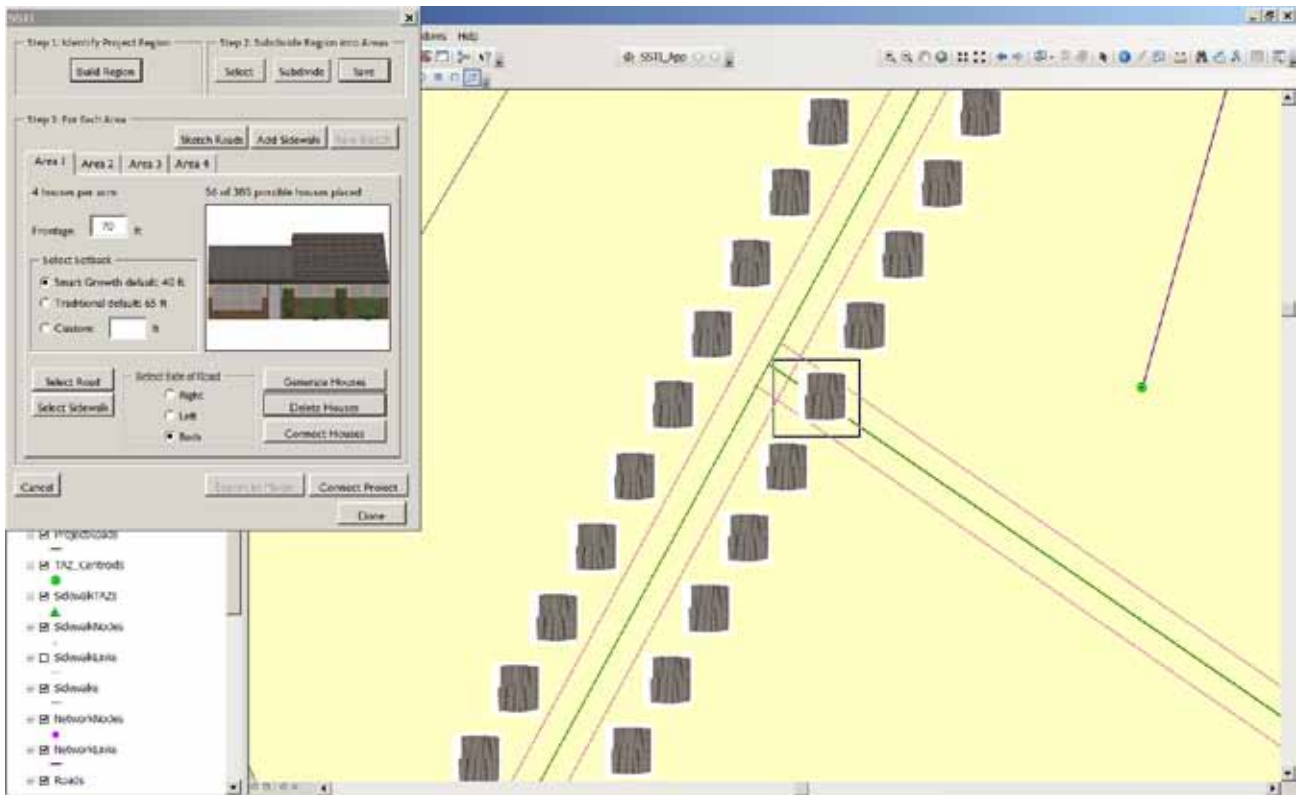 SSTI
Step 1: Identify Project Region
Step 2: Subdivide Region into Areas
Build Region
Select
Subdivide
Save
Help
SSTI_App
Step 3: For Each Area
Sketch Roads
Add Sidewalk
Area 1
Area 2
Area 3
Area 4
4 houses per acre
56 of 380 possible houses placed
Frontage: 70 ft
Select Setback
Smart Growth default: 40 ft
Traditional default: 65 ft
Custom: ft
Select Road
Select Side of Road
Generate Houses
Right
Select Sidewalk
Left
Delete Houses
Both
Connect Houses
Cancel
Connect Project
Done
ProjectRoads
TAZ_Centroids
SidewalkTAZs
SidewalkNodes
SidewalkLinks
Sidewalks
NetworkNodes
NetworkLinks
Roads